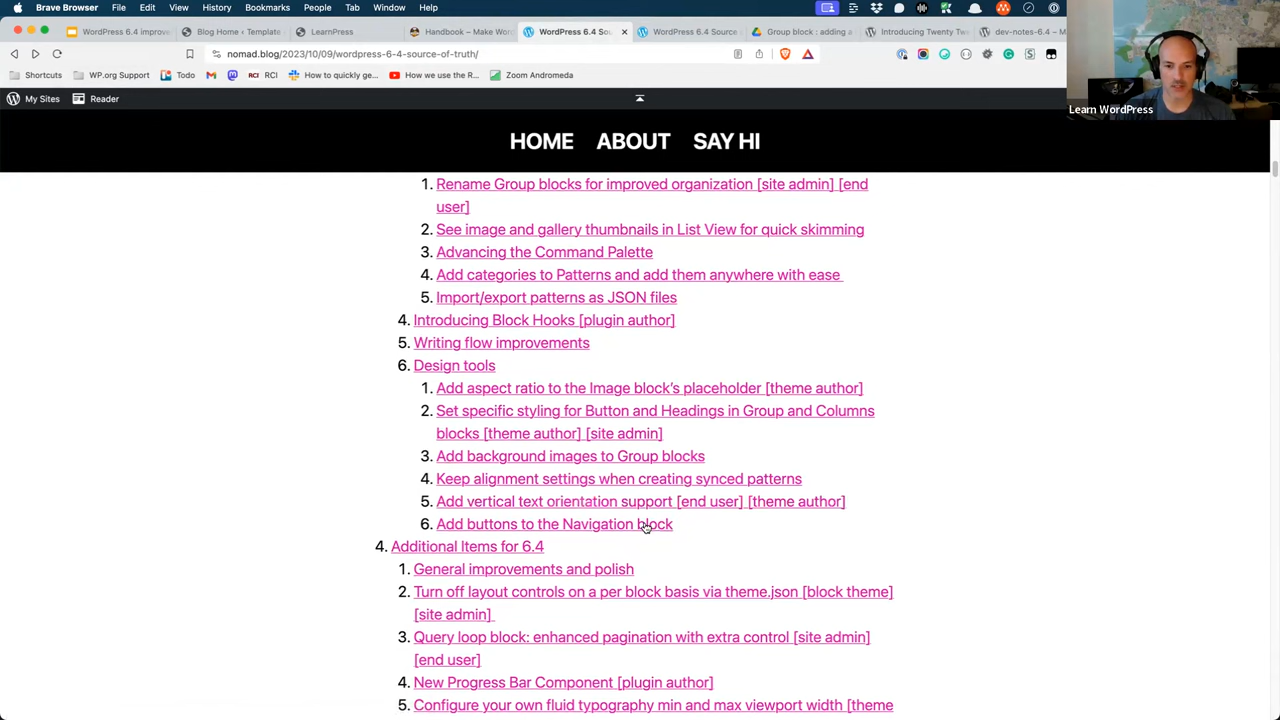 Brave Browser File Edit View History Bookmarks People Tab Window Help
WordPress 6.4 improve
Blog Home ‹ Template
LearnPress
Handbook – Make Wor
WordPress 6.4 Sou
WordPress 6.4 Source
Group block : adding a
Introducing Twenty Tw
dev-notes-6.4 – M
nomad.blog/2023/10/09/wordpress-6-4-source-of-truth/
Shortcuts
WP.org Support
Todo
RCI
RCI
How to quickly ge...
How we use the R...
Zoom Andromeda
My Sites
Reader
Learn WordPress
HOME ABOUT SAY HI
1. Rename Group blocks for improved organization [site admin] [end
user]
2. See image and gallery thumbnails in List View for quick skimming
3. Advancing the Command Palette
4. Add categories to Patterns and add them anywhere with ease
5. Import/export patterns as JSON files
4. Introducing Block Hooks [plugin author]
5. Writing flow improvements
6. Design tools
1. Add aspect ratio to the Image block’s placeholder [theme author]
2. Set specific styling for Button and Headings in Group and Columns
blocks [theme author] [site admin]
3. Add background images to Group blocks
4. Keep alignment settings when creating synced patterns
5. Add vertical text orientation support [end user] [theme author]
6. Add buttons to the Navigation block
4. Additional Items for 6.4
1. General improvements and polish
2. Turn off layout controls on a per block basis via theme.json [block theme]
[site admin]
3. Query loop block: enhanced pagination with extra control [site admin]
[end user]
4. New Progress Bar Component [plugin author]
5. Configure your own fluid typography min and max viewport width [theme